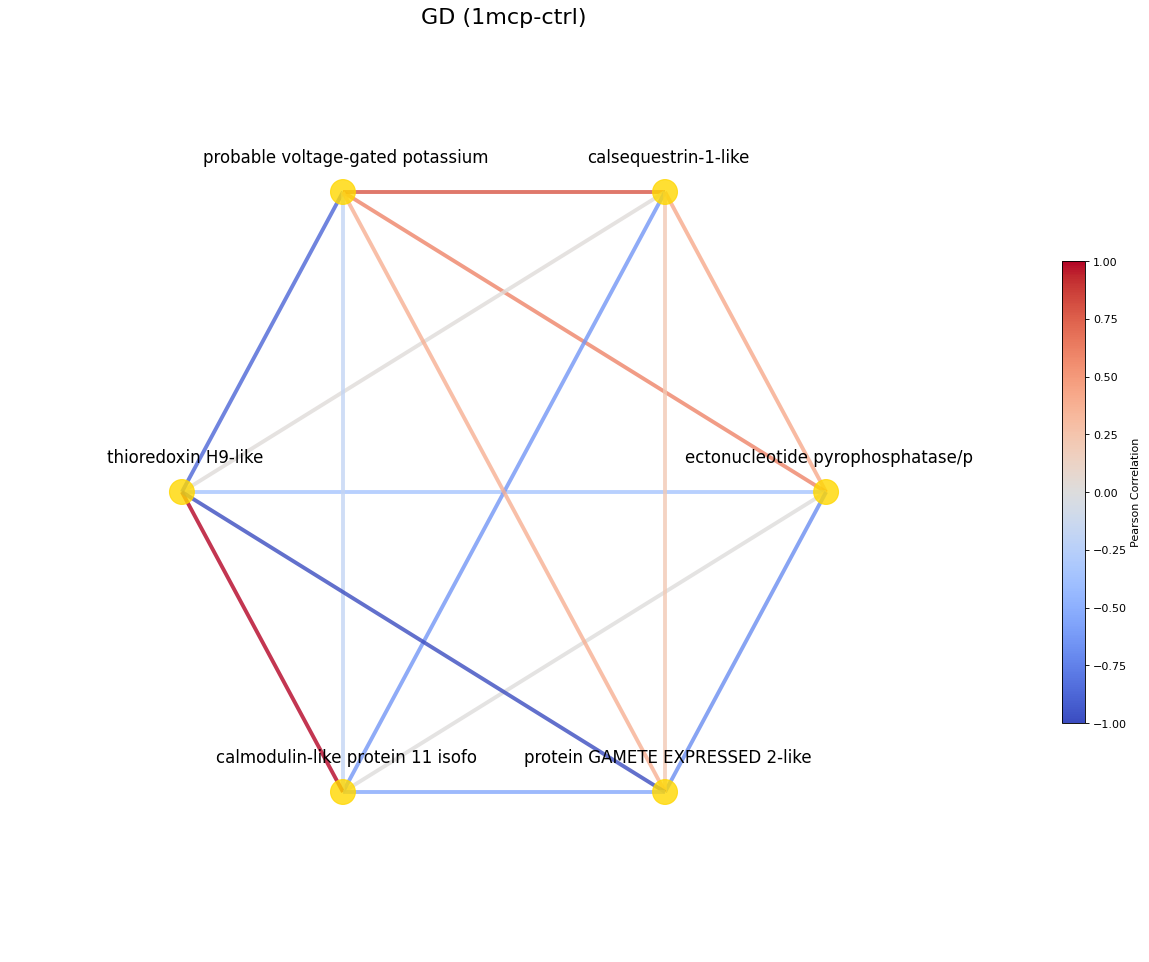 GD (1mcp-ctrl)
probable voltage-gated potassium
calsequestrin-1-like
thioredoxin H9-like
ectonucleotide pyrophosphatase/p
calmodulin-like protein 11 isofo
protein GAMETE EXPRESSED 2-like
1.00
0.75
0.50
0.25
0.00
−0.25
−0.50
−0.75
−1.00
Pearson Correlation